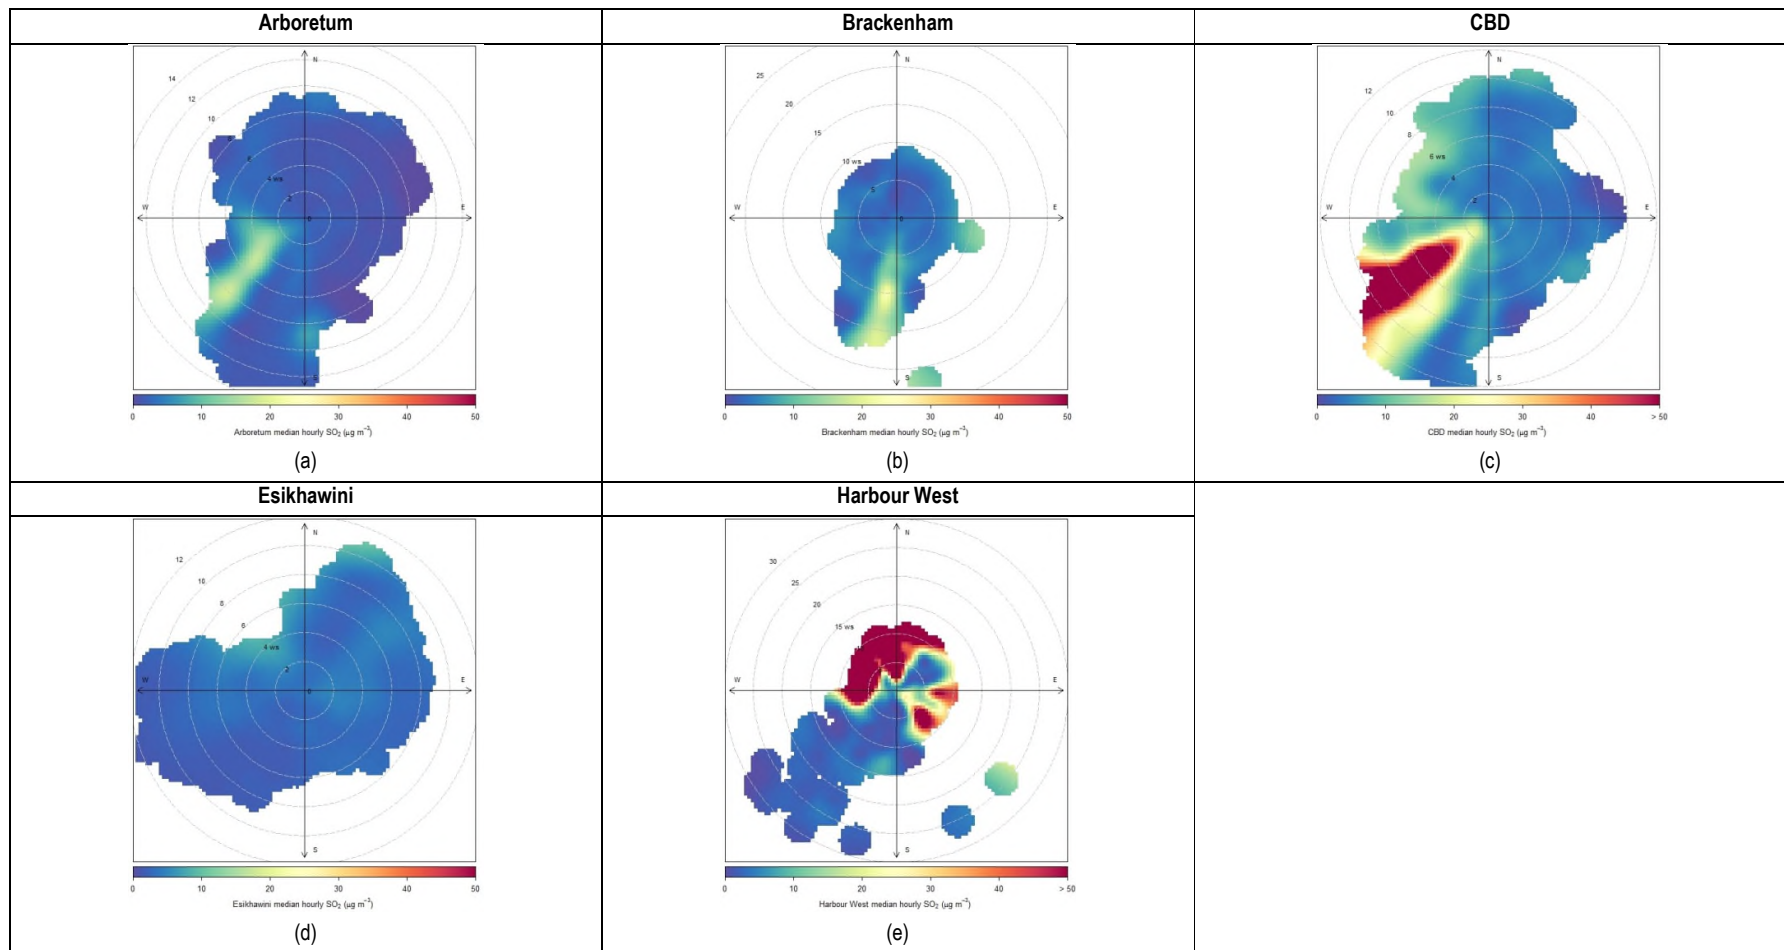 Arboretum
Brackenham
CBD
N
14
12
10
8
6
4 ws
2
0
W
E
S
0 10 20 30 40 50
Arboretum median hourly SO₂ (µg m⁻³)
(a)
N
25
20
15
10 ws
5
0
W
E
S
0 10 20 30 40 50
Brackenham median hourly SO₂ (µg m⁻³)
(b)
N
12
10
8
6 ws
4
2
W
E
S
0 10 20 30 40 > 50
CBD median hourly SO₂ (µg m⁻³)
(c)
Esikhawini
Harbour West
N
12
10
8
6
4 ws
2
0
W
E
S
0 10 20 30 40 50
Esikhawini median hourly SO₂ (µg m⁻³)
(d)
N
30
25
20
15 ws
W
E
S
0 10 20 30 40 > 50
Harbour West median hourly SO₂ (µg m⁻³)
(e)